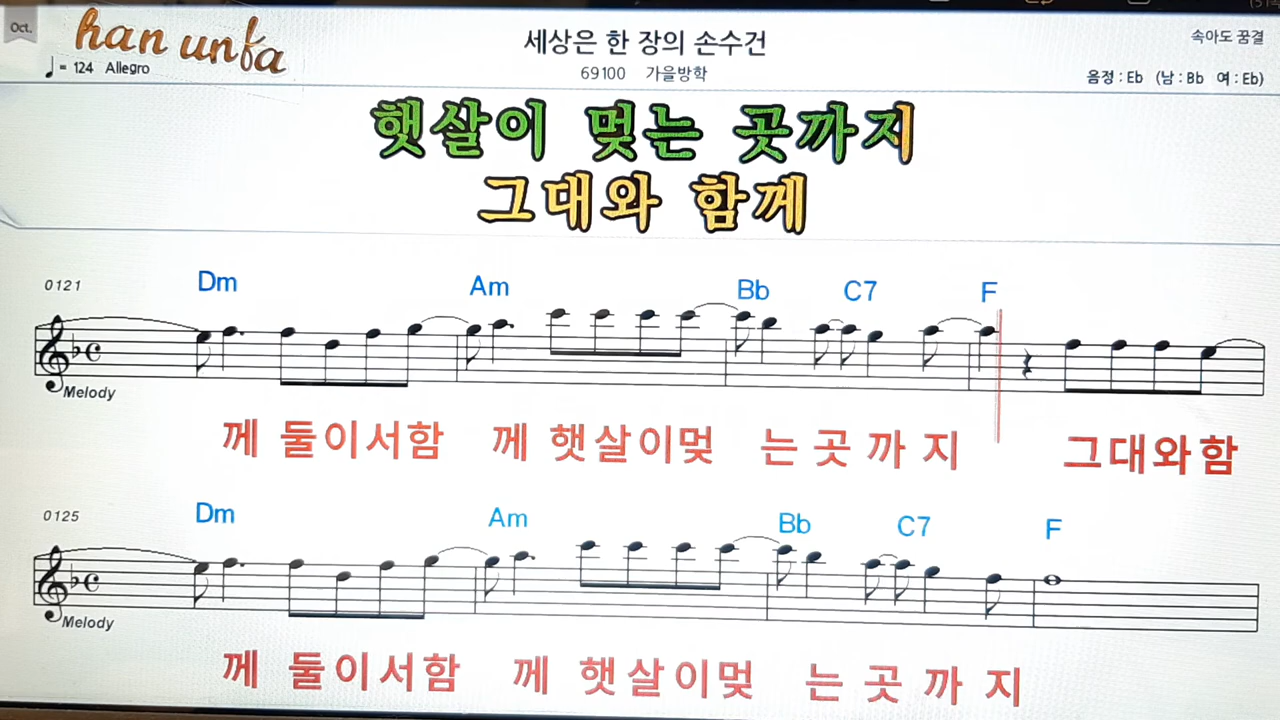 Oct.
han unfa
세상은 한 장의 손수건
속아도 꿈결
♩ = 124 Allegro
69100 가을방학
음정 : Eb (남 : Bb 여 : Eb)
햇살이 멎는 곳까지
그대와 함께
0121
Dm Am Bb C7 F
Melody
께 둘이서함 께 햇살이멎 는 곳 까 지 그대와함
0125
Dm Am Bb C7 F
Melody
께 둘이서함 께 햇살이멎 는 곳 까 지